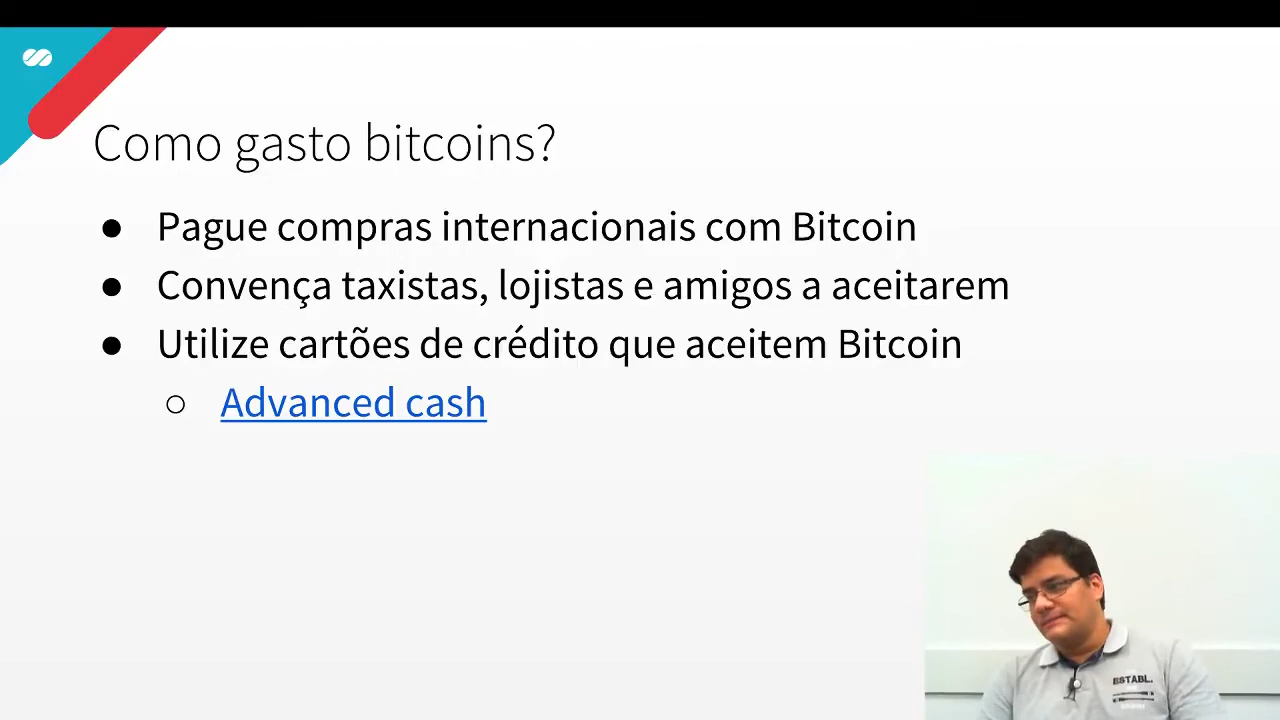 Como gasto bitcoins?
● Pague compras internacionais com Bitcoin
● Convença taxistas, lojistas e amigos a aceitarem
● Utilize cartões de crédito que aceitem Bitcoin
○ Advanced cash
ESTABL.